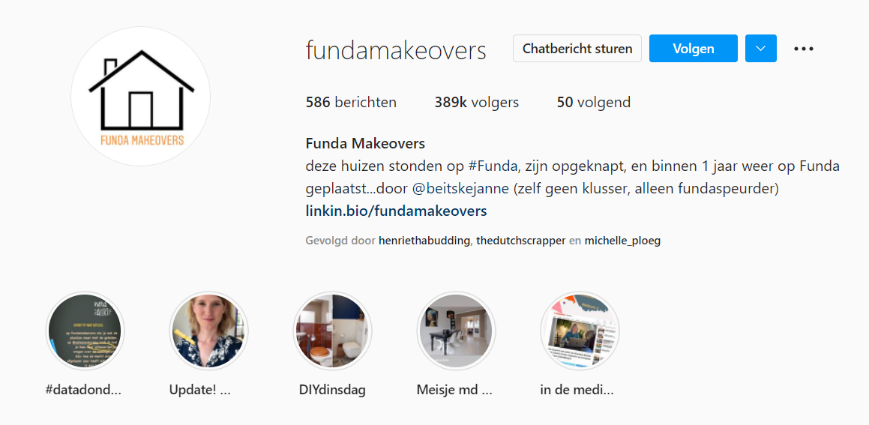 fundamakeovers Chatbericht sturen Volgen
586 berichten 389k volgers 50 volgend
FUNDA MAKEOVERS
Funda Makeovers
deze huizen stonden op #Funda, zijn opgeknapt, en binnen 1 jaar weer op Funda
geplaatst...door @beitskejanne (zelf geen klusser, alleen fundaspeurder)
linkin.bio/fundamakeovers
Gevolgd door henriethabudding, thedutchscrapper en michelle_ploeg
#datadond... Update! ... DIYdinsdag Meisje md ... in de medi...